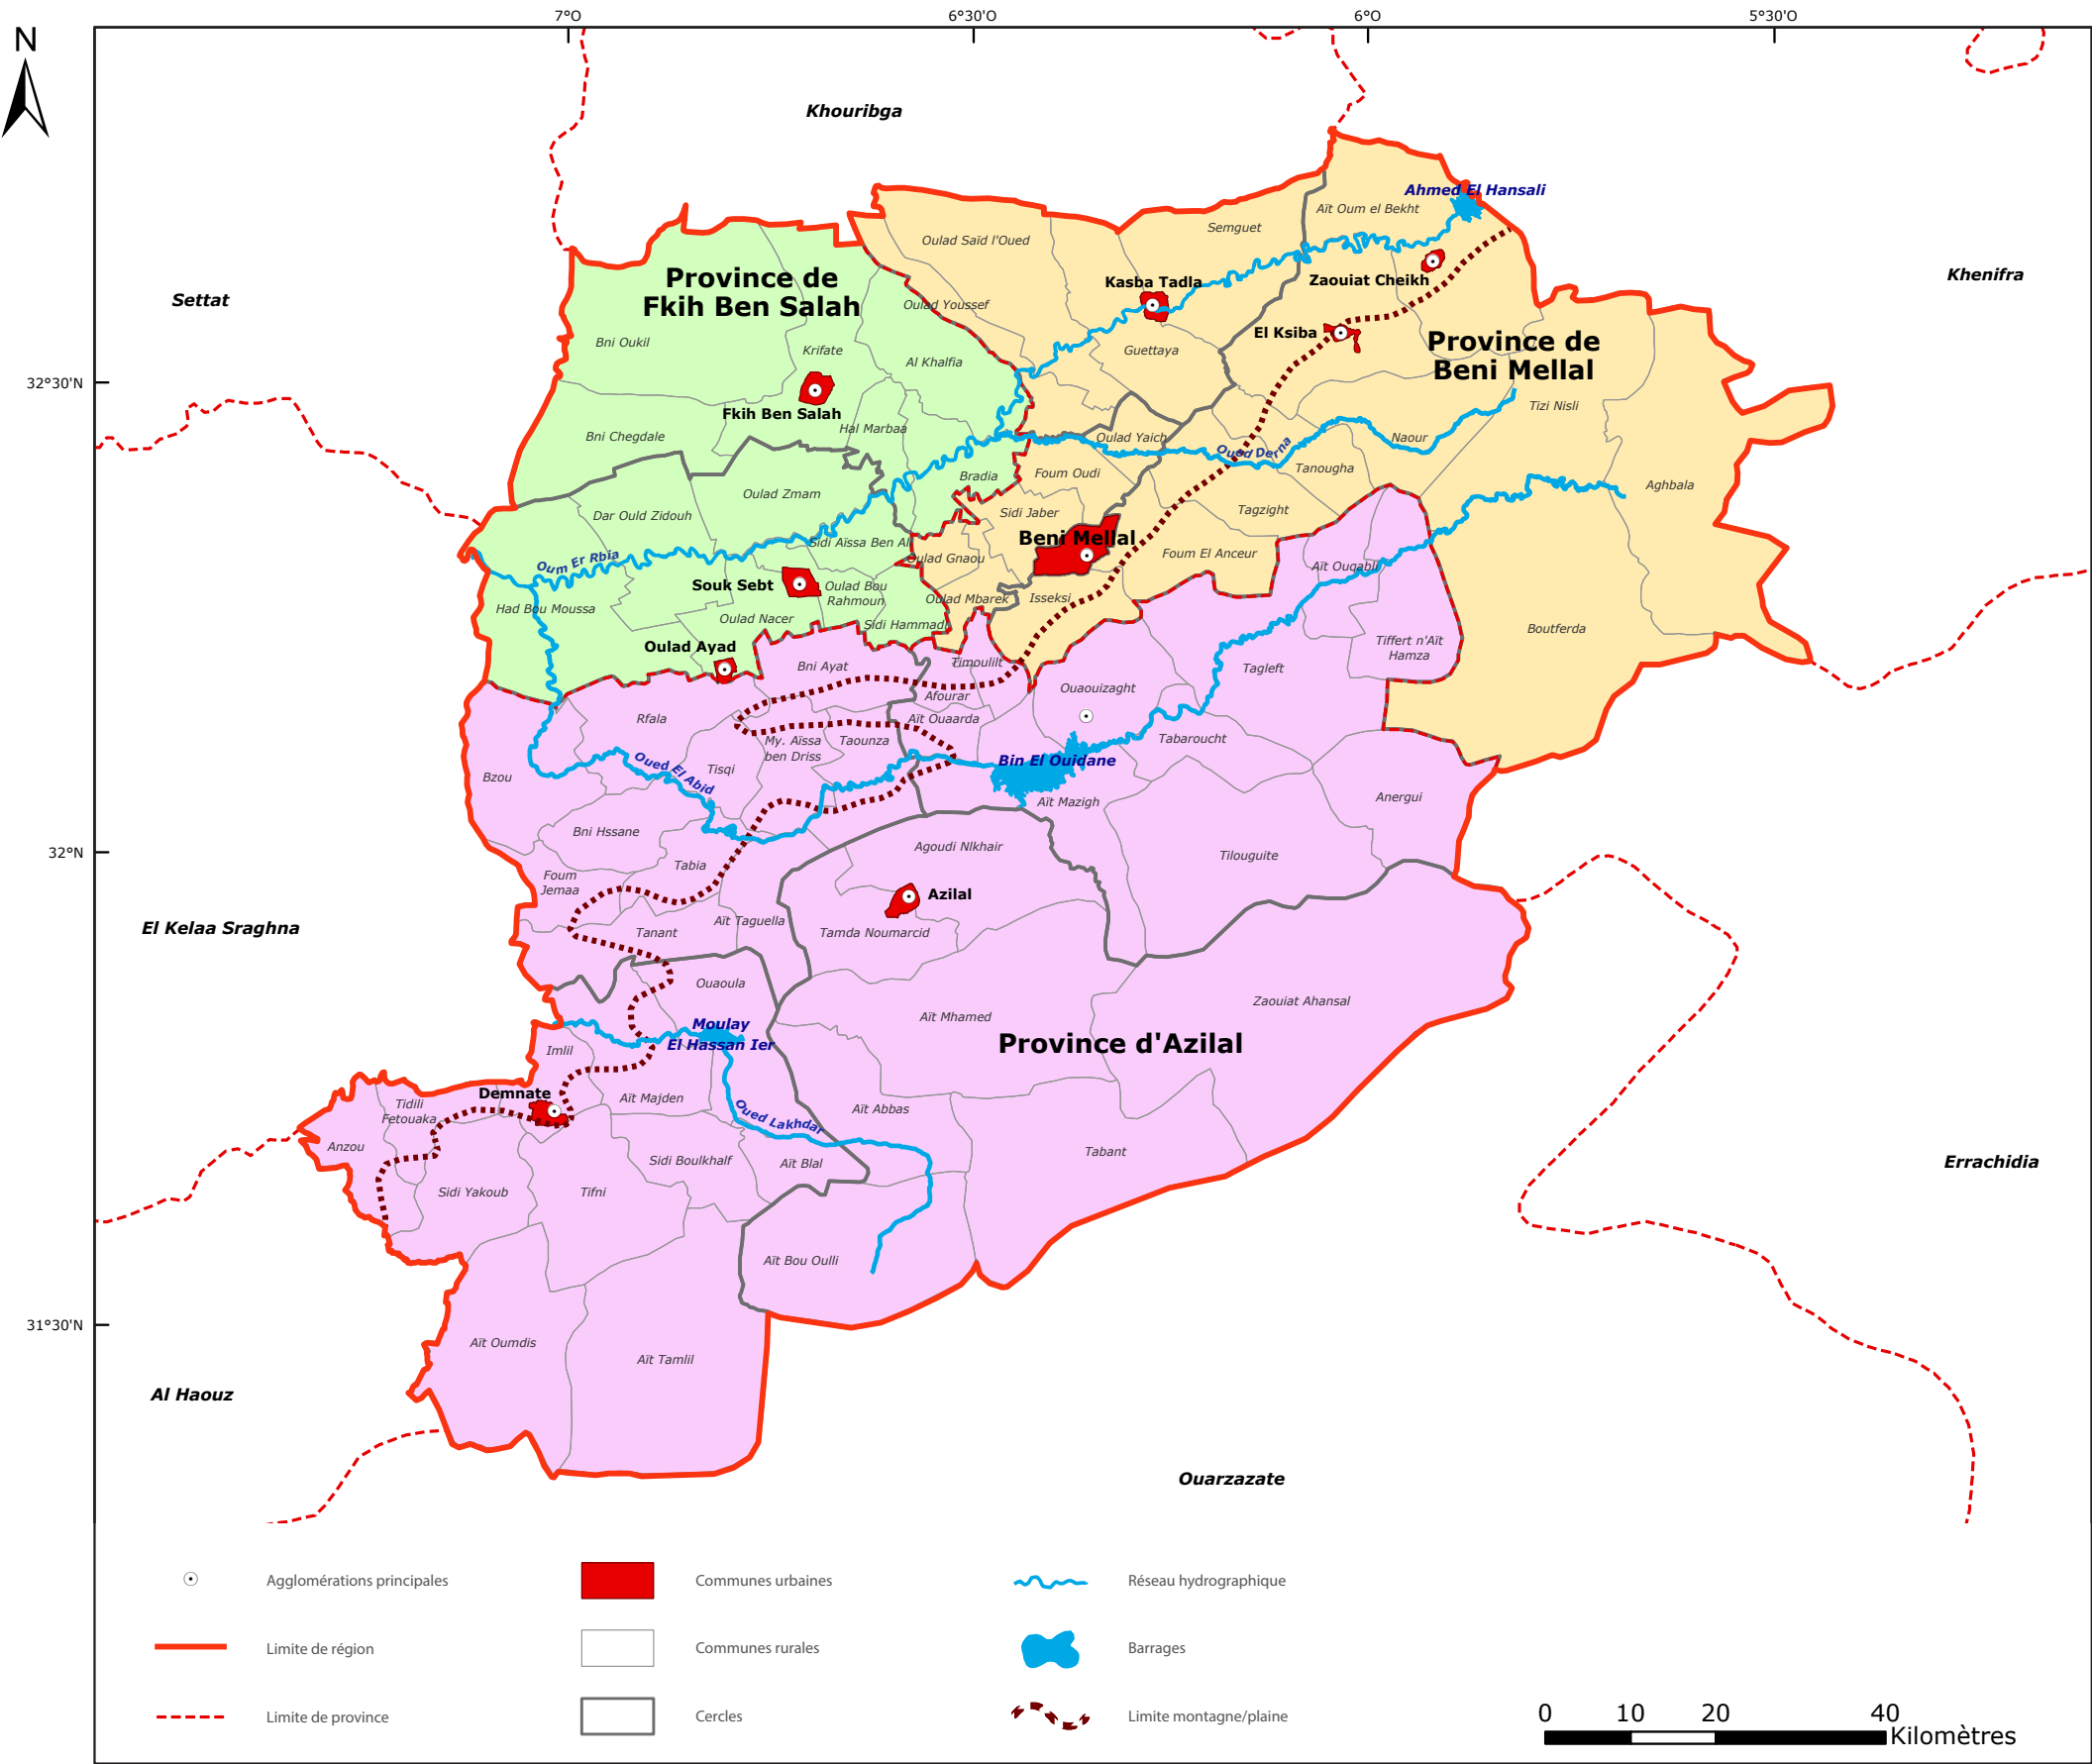 7°O
6°30'O
6°O
5°30'O
N
Khouribga
Ahmed El Hansali
Aït Oum el Bekht
Semguet
Oulad Saïd l'Oued
Zaouiat Cheikh
Khenifra
Province de
Fkih Ben Salah
Kasba Tadla
Settat
Oulad Youssef
El Ksiba
Province de
Beni Mellal
Bni Oukil
Krifate
Al Khalfia
Guettaya
32°30'N
Tizi Nisli
Fkih Ben Salah
Hal Marbaa
Bni Chegdale
Oulad Yaich
Oued Derna
Naour
Tanougha
Bradia
Foum Oudi
Aghbala
Oulad Zmam
Dar Ould Zidouh
Sidi Jaber
Tagzight
Beni Mellal
Sidi Aïssa Ben Ali
Oulad Gnaou
Foum El Anceur
Oum Er Rbia
Aït Ouqabli
Souk Sebt
Oulad Bou
Rahmoun
Oulad Mbarek
Isseksi
Had Bou Moussa
Oulad Nacer
Sidi Hammadi
Boutferda
Tiffert n'Aït
Hamza
Oulad Ayad
Bni Ayat
Timoulilt
Tagleft
Afourar
Ouaouizaght
Rfala
Aït Ouaarda
My. Aïssa
ben Driss
Taounza
Tabaroucht
Bin El Ouidane
Oued El Abid
Tisqi
Bzou
Aït Mazigh
Anergui
Bni Hssane
32°N
Agoudi Nlkhair
Tilouguite
Tabia
Foum
Jemaa
Azilal
Aït Taguella
Tanant
Tamda Noumarcid
El Kelaa Sraghna
Ouaoula
Zaouiat Ahansal
Aït Mhamed
Moulay
El Hassan Ier
Province d'Azilal
Imlil
Demnate
Aït Majden
Tidili
Fetouaka
Aït Abbas
Oued Lakhdar
Anzou
Sidi Boulkhalf
Aït Blal
Tabant
Errachidia
Sidi Yakoub
Tifni
Aït Bou Oulli
31°30'N
Aït Oumdis
Aït Tamlil
Al Haouz
Ouarzazate
Agglomérations principales
Communes urbaines
Réseau hydrographique
Limite de région
Communes rurales
Barrages
Limite de province
Cercles
Limite montagne/plaine
0
10
20
40
Kilomètres